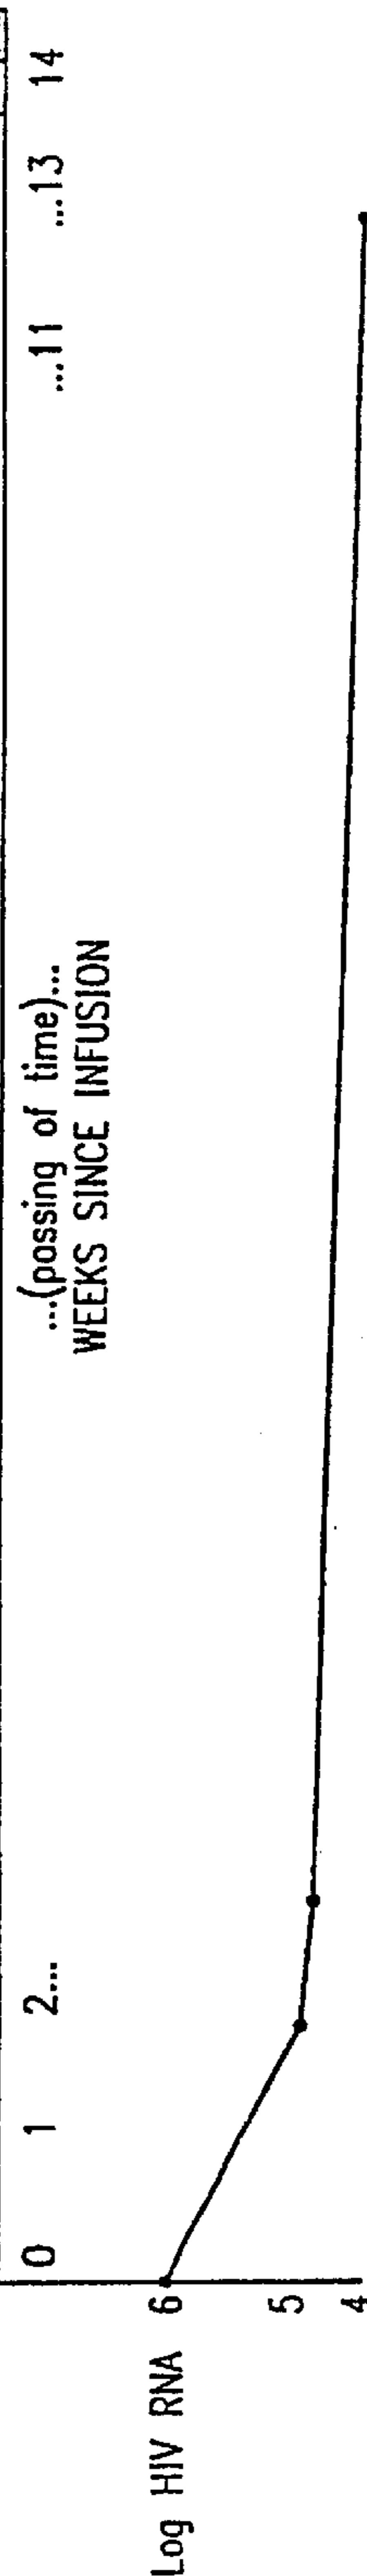 0 1 2... ...11 ...13 14
...(passing of time)...
WEEKS SINCE INFUSION
6
Log HIV RNA
5
4